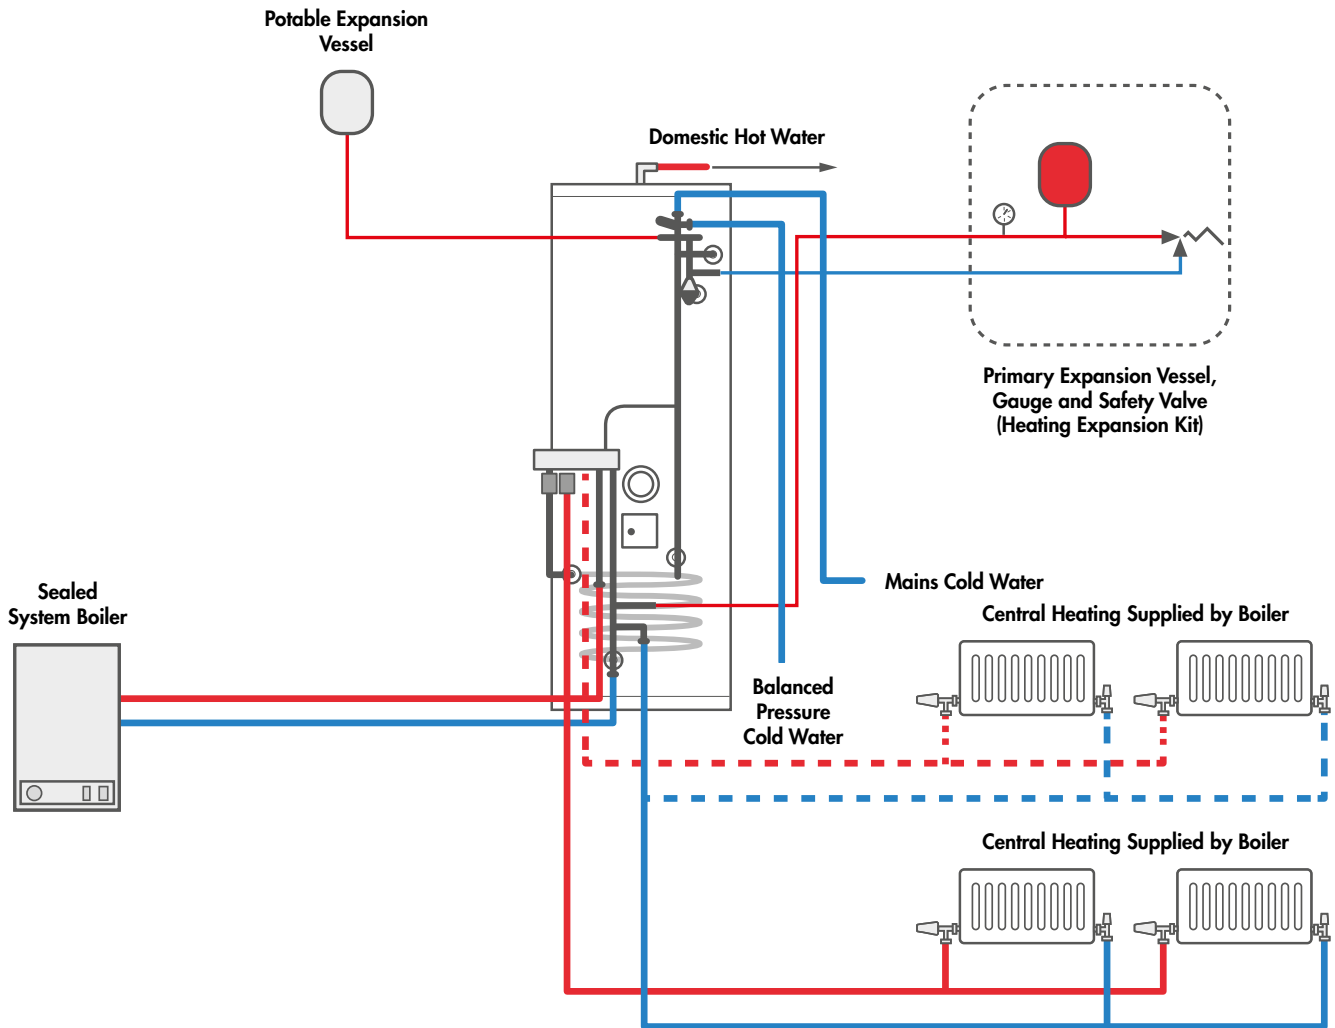 Potable Expansion
Vessel
Domestic Hot Water
Primary Expansion Vessel,
Gauge and Safety Valve
(Heating Expansion Kit)
Sealed
System Boiler
Mains Cold Water
Central Heating Supplied by Boiler
Balanced
Pressure
Cold Water
Central Heating Supplied by Boiler